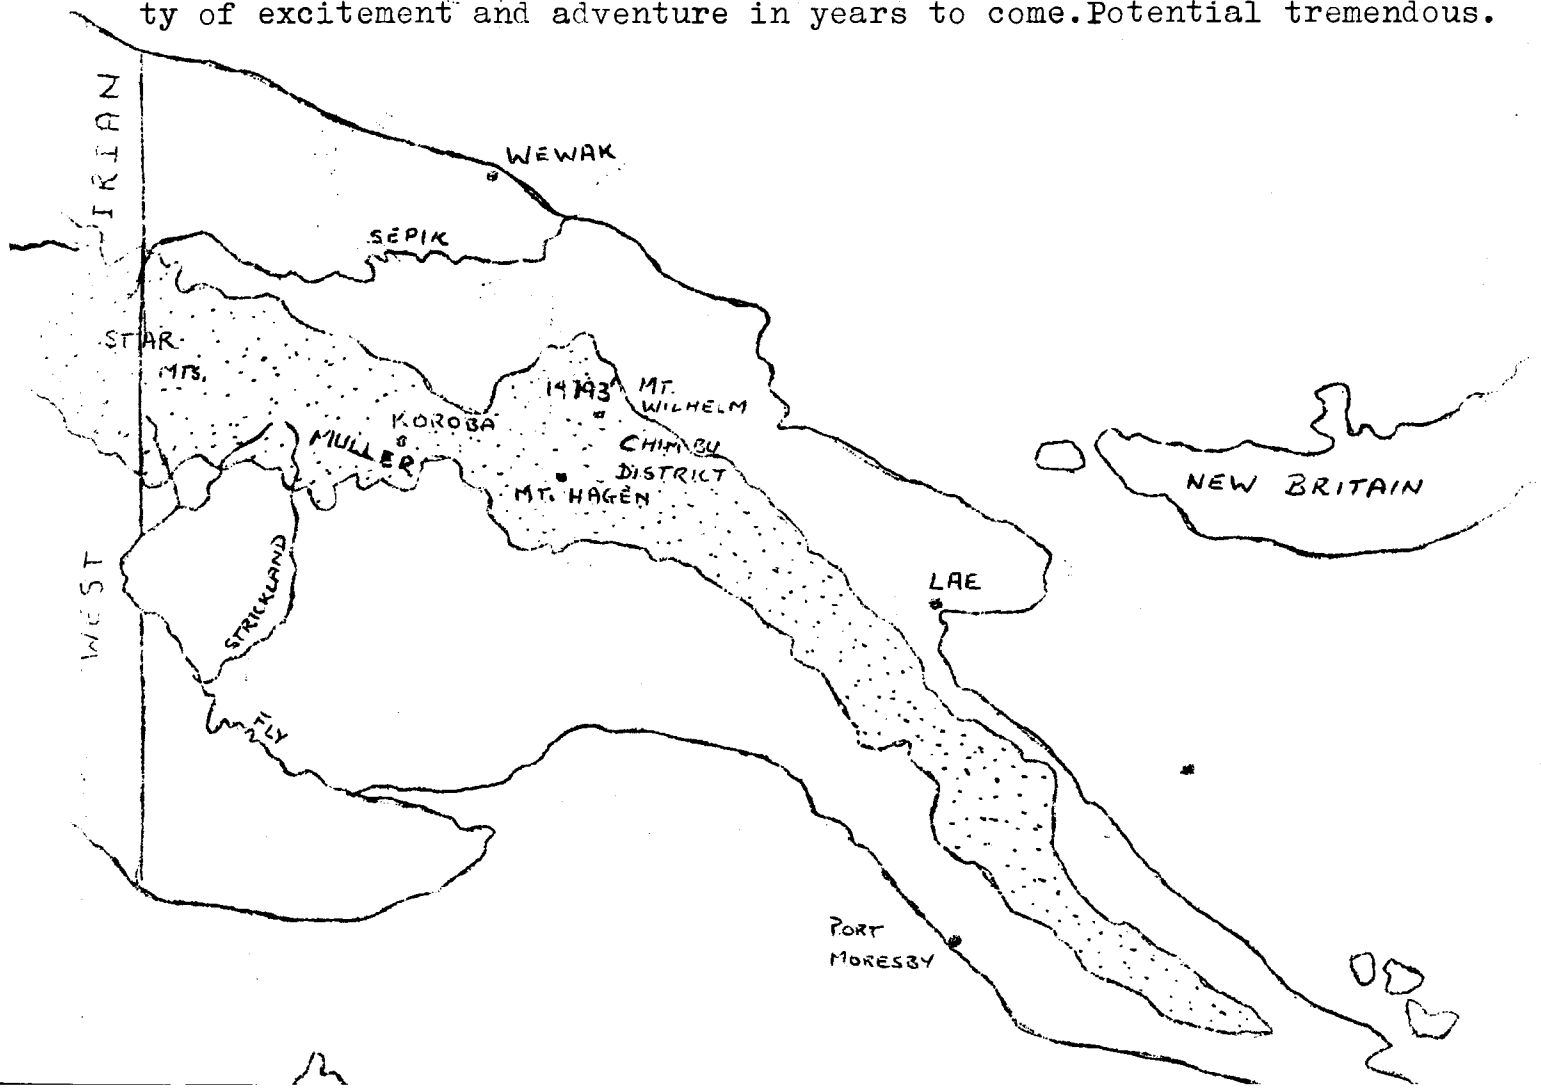 ty of excitement and adventure in years to come.Potential tremendous.
WEST IRIAN
WEWAK
SEPIK
STAR
MTS.
14793'
MT.
WILHELM
KOROBA
MULLER
CHIMBU
DISTRICT
MT. HAGEN
NEW BRITAIN
STRICKLAND
LAE
FLY
PORT
MORESBY